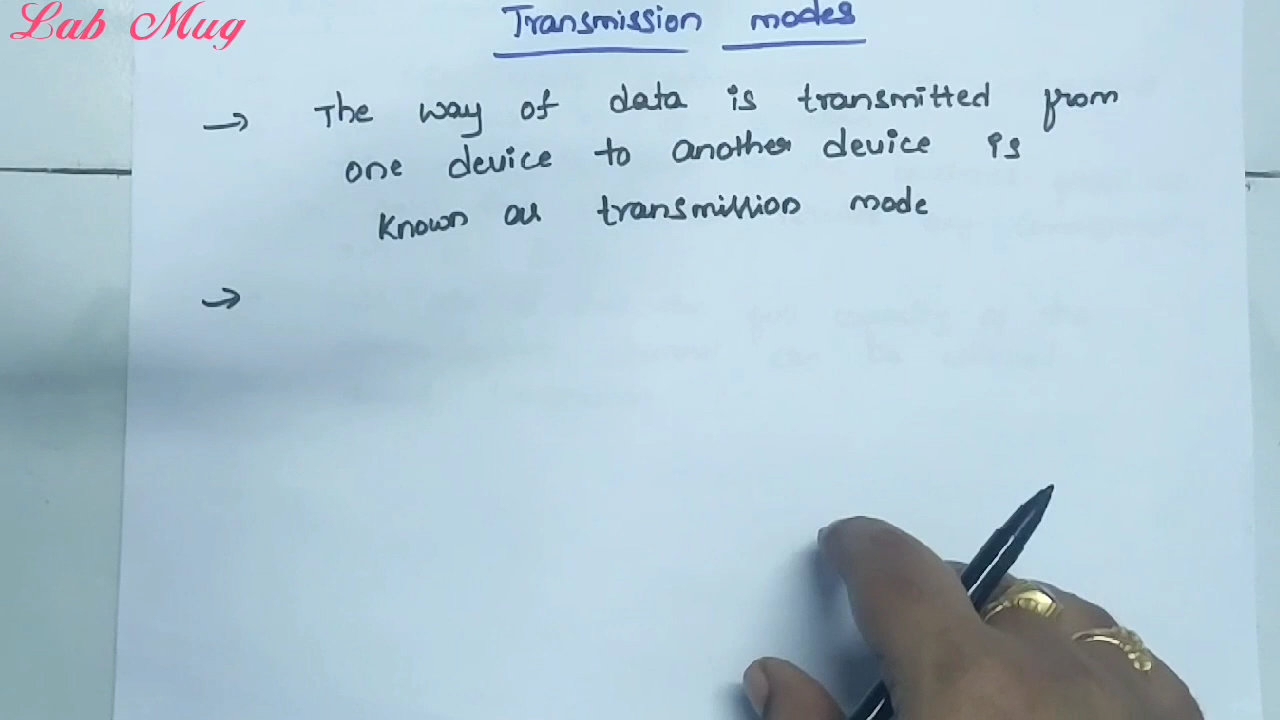 Lab Mug
Transmission modes
→ The way of data is transmitted from
one device to another device is
Known as transmission mode
→